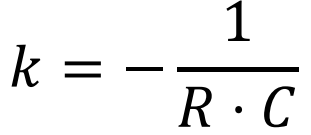 k = − 1 / (R · C)